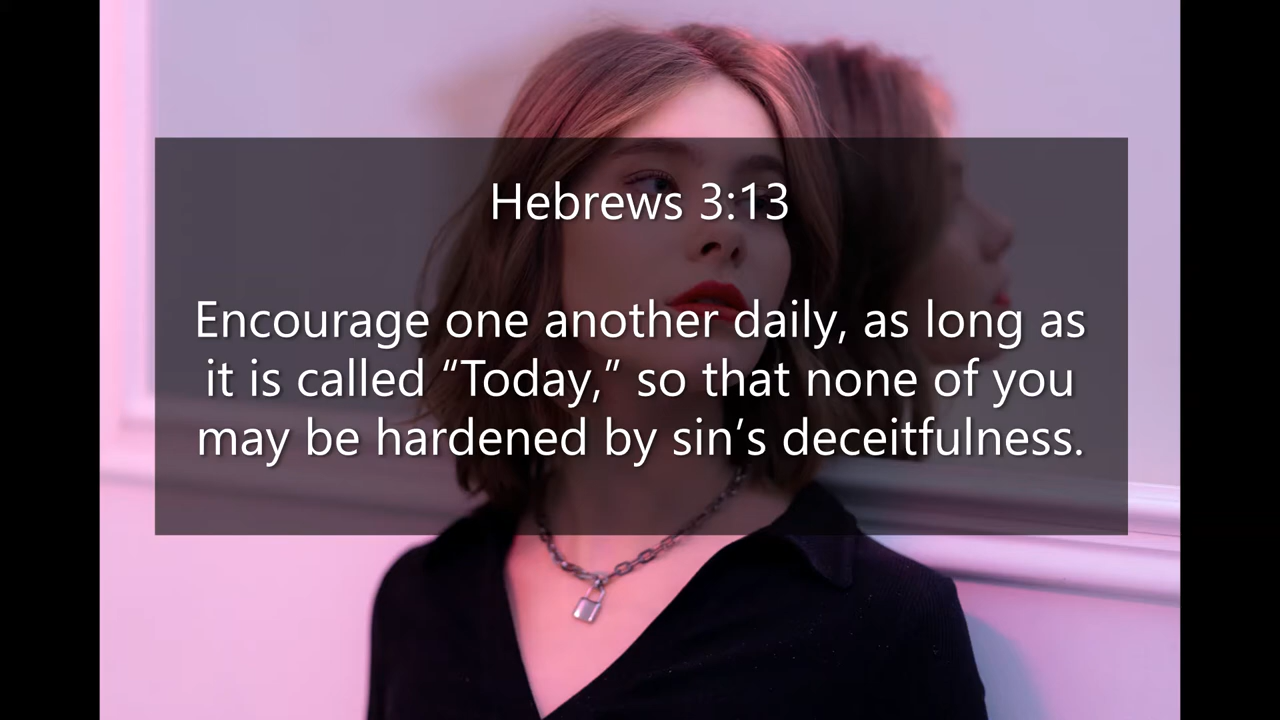 Hebrews 3:13
Encourage one another daily, as long as
it is called “Today,” so that none of you
may be hardened by sin’s deceitfulness.